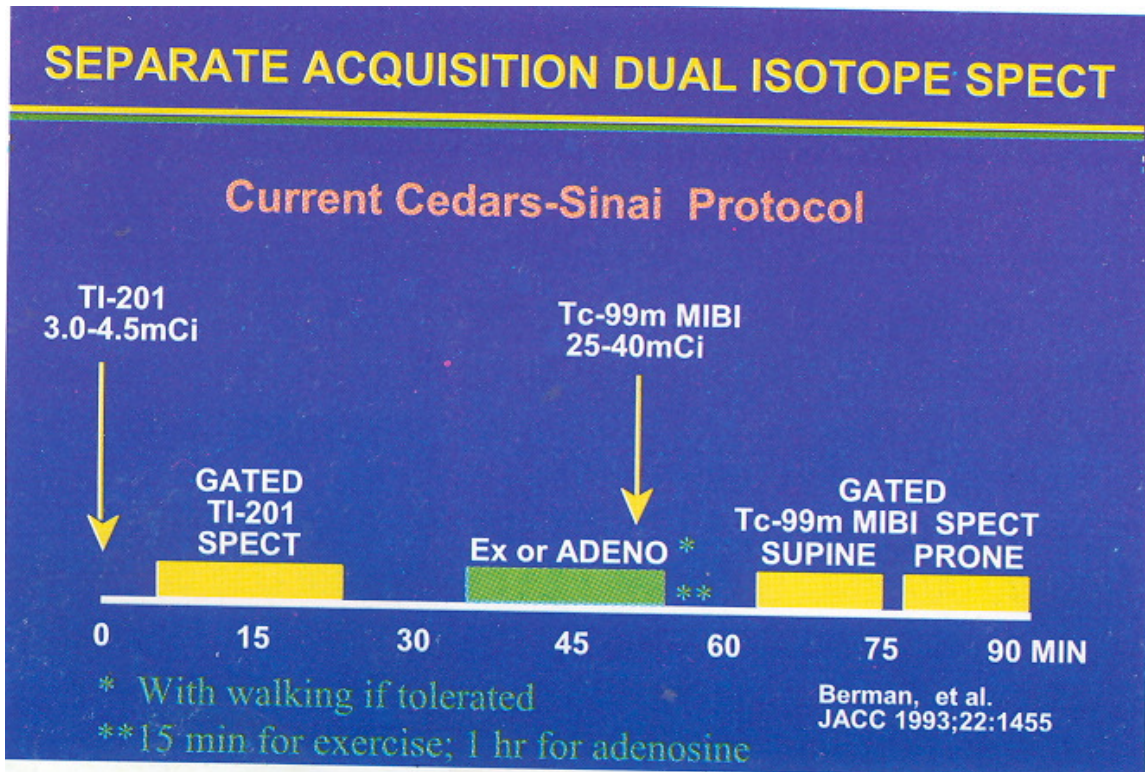 SEPARATE ACQUISITION DUAL ISOTOPE SPECT
Current Cedars-Sinai Protocol
TI-201
3.0-4.5mCi
Tc-99m MIBI
25-40mCi
GATED
TI-201
SPECT
Ex or ADENO *
**
GATED
Tc-99m MIBI SPECT
SUPINE PRONE
0 15 30 45 60 75 90 MIN
* With walking if tolerated
**15 min for exercise; 1 hr for adenosine
Berman, et al.
JACC 1993;22:1455